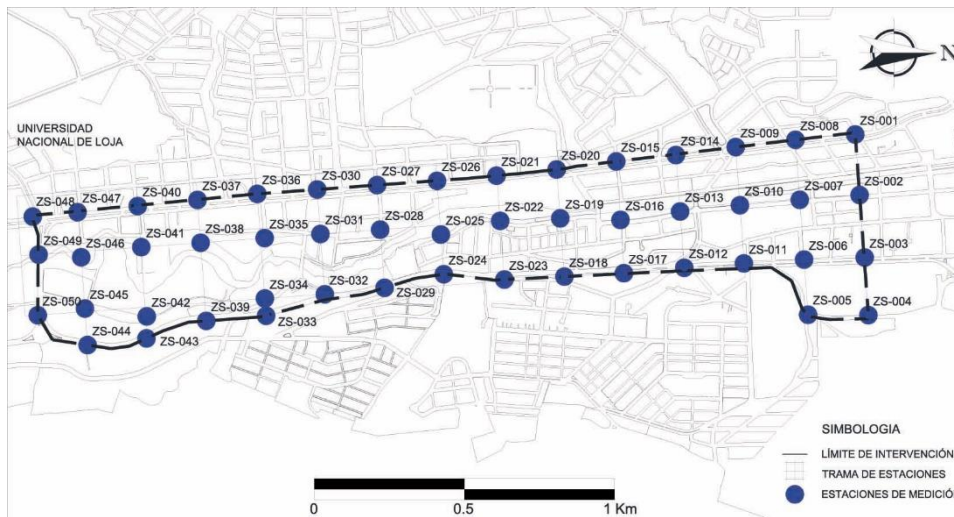 N
UNIVERSIDAD
NACIONAL DE LOJA
ZS-001
ZS-008
ZS-009
ZS-014
ZS-015
ZS-020
ZS-021
ZS-026
ZS-027
ZS-030
ZS-036
ZS-037
ZS-040
ZS-047
ZS-048
ZS-002
ZS-007
ZS-010
ZS-013
ZS-016
ZS-019
ZS-022
ZS-025
ZS-028
ZS-031
ZS-035
ZS-038
ZS-041
ZS-046
ZS-049
ZS-003
ZS-006
ZS-011
ZS-012
ZS-017
ZS-018
ZS-023
ZS-024
ZS-029
ZS-032
ZS-034
ZS-033
ZS-039
ZS-042
ZS-045
ZS-050
ZS-044
ZS-043
ZS-005
ZS-004
SIMBOLOGIA
LÍMITE DE INTERVENCIÓN
TRAMA DE ESTACIONES
ESTACIONES DE MEDICIÓ
0 0.5 1 Km